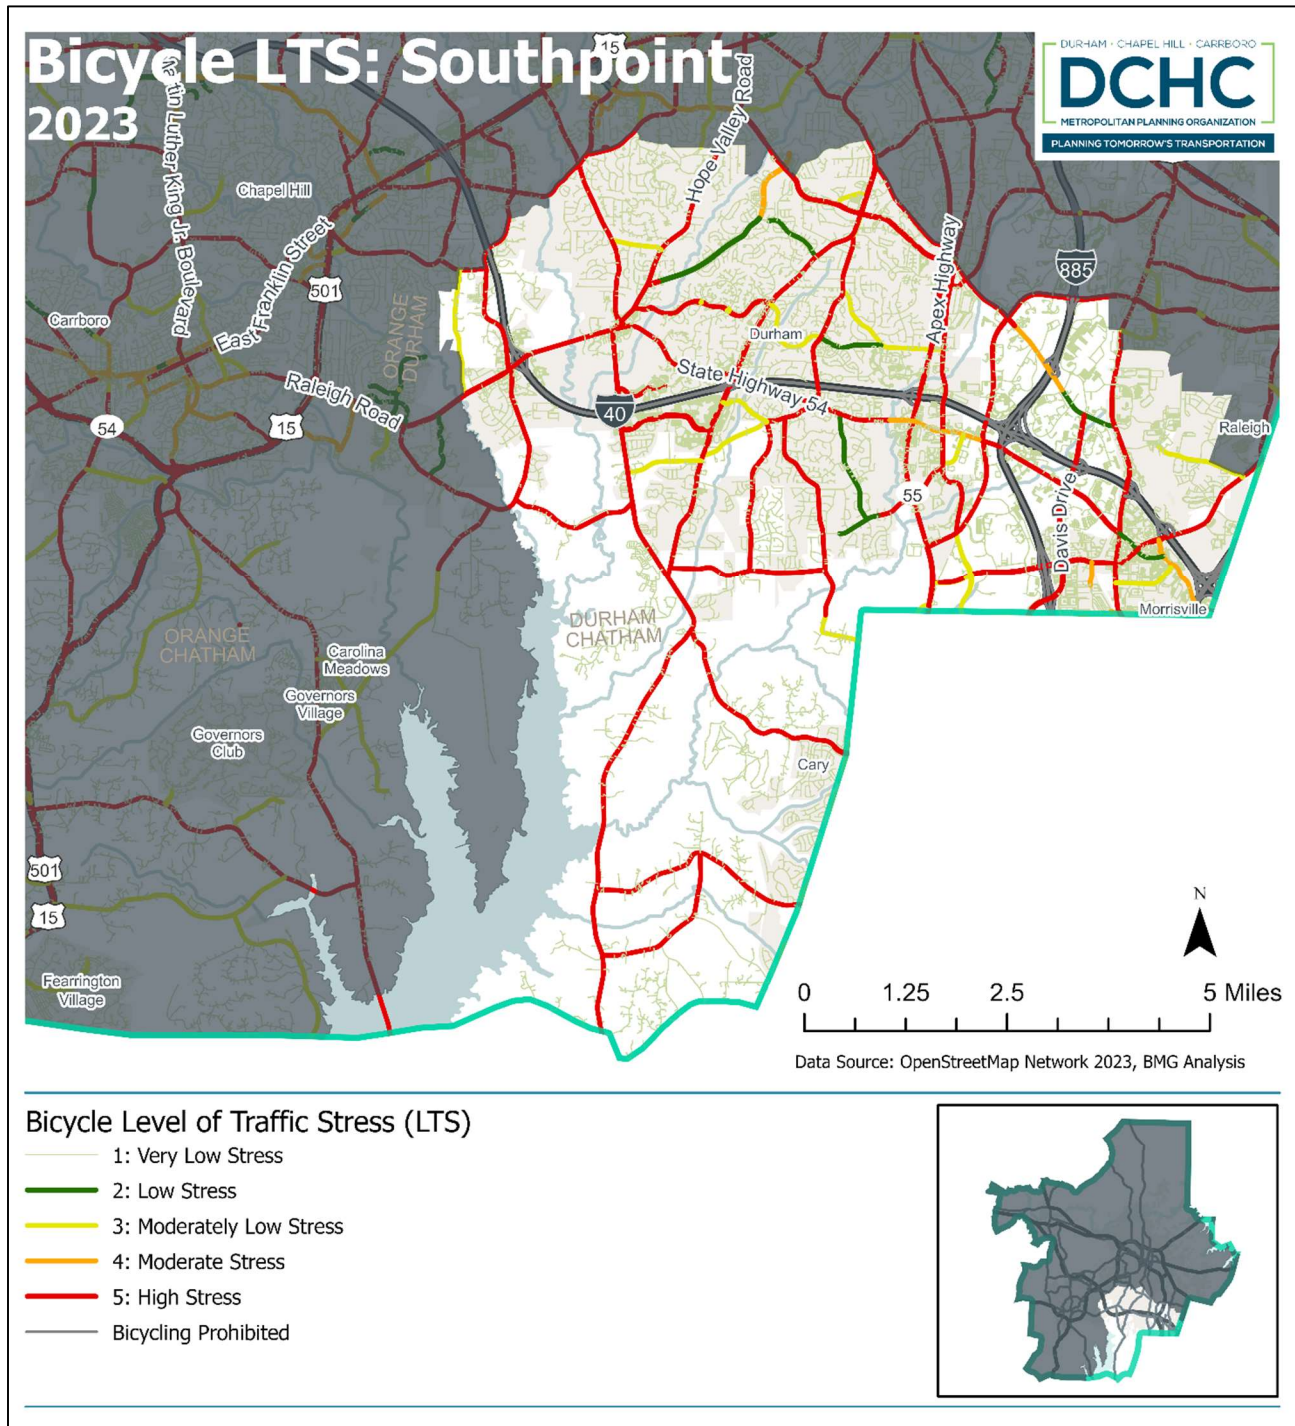 Bicycle LTS: Southpoint
2023
DURHAM · CHAPEL HILL · CARRBORO
DCHC
METROPOLITAN PLANNING ORGANIZATION
PLANNING TOMORROW'S TRANSPORTATION
15
Hope Valley Road
Luther King Jr. Boulevard
Chapel Hill
East Franklin Street
501
ORANGE
DURHAM
Carrboro
Raleigh Road
54
15
885
Apex Highway
Durham
State Highway 54
40
Raleigh
55
Davis Drive
Morrisville
DURHAM
CHATHAM
ORANGE
CHATHAM
Carolina
Meadows
Governors
Village
Governors
Club
Cary
501
15
Fearrington
Village
N
0 1.25 2.5 5 Miles
Data Source: OpenStreetMap Network 2023, BMG Analysis
Bicycle Level of Traffic Stress (LTS)
1: Very Low Stress
2: Low Stress
3: Moderately Low Stress
4: Moderate Stress
5: High Stress
Bicycling Prohibited